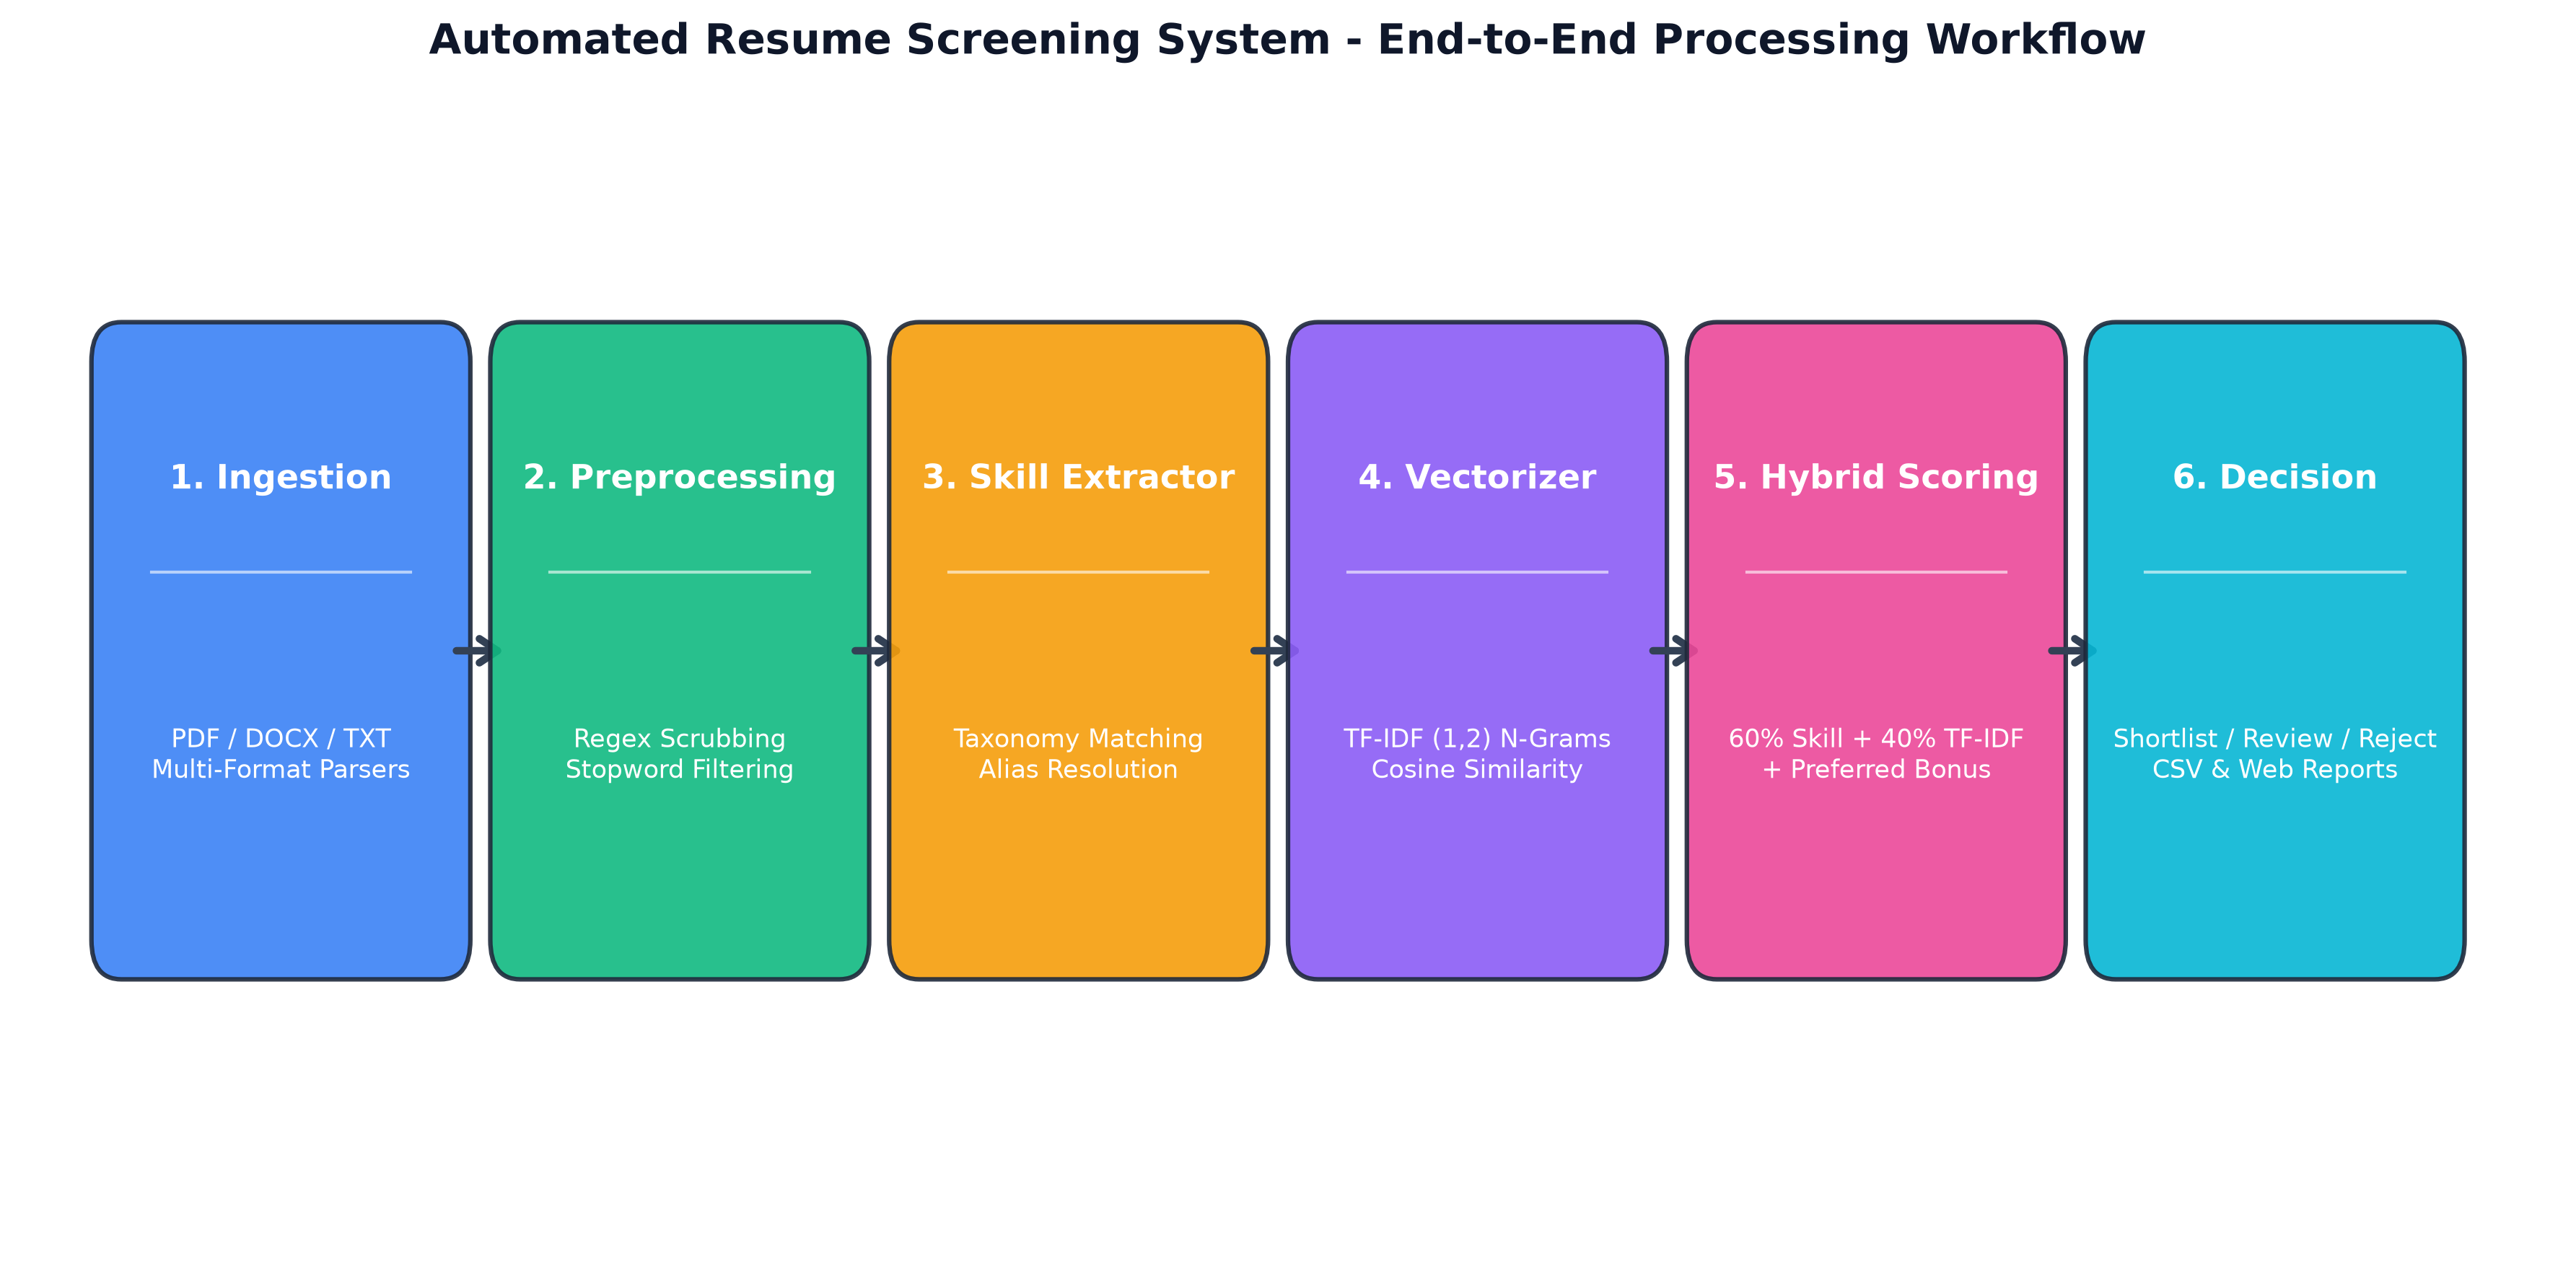 Automated Resume Screening System - End-to-End Processing Workflow
1. Ingestion
PDF / DOCX / TXT
Multi-Format Parsers
2. Preprocessing
Regex Scrubbing
Stopword Filtering
3. Skill Extractor
Taxonomy Matching
Alias Resolution
4. Vectorizer
TF-IDF (1,2) N-Grams
Cosine Similarity
5. Hybrid Scoring
60% Skill + 40% TF-IDF
+ Preferred Bonus
6. Decision
Shortlist / Review / Reject
CSV & Web Reports